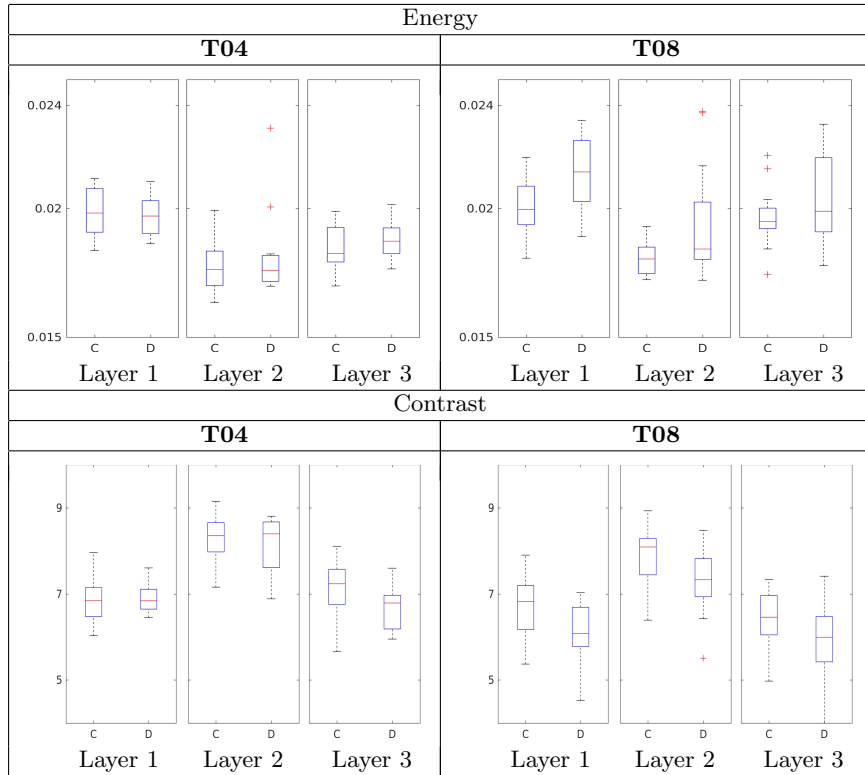 Energy
T04 T08
0.024 0.024
0.02 0.02
0.015 0.015
C D C D C D C D C D C D
Layer 1 Layer 2 Layer 3 Layer 1 Layer 2 Layer 3
Contrast
T04 T08
9 9
7 7
5 5
C D C D C D C D C D C D
Layer 1 Layer 2 Layer 3 Layer 1 Layer 2 Layer 3